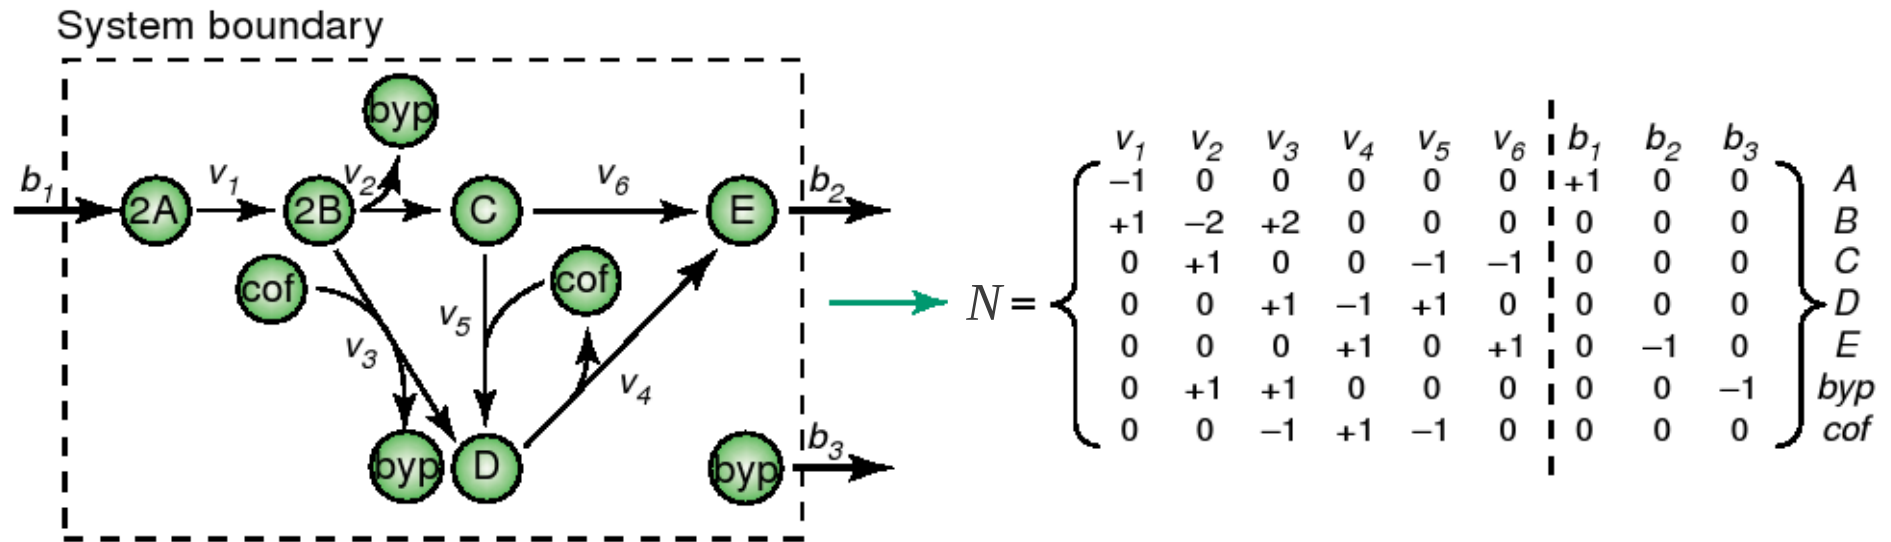 System boundary
byp
b1 2A v1 2B v2 C v6 E b2
cof cof
v5
v3
v4
byp D byp b3
N =
v1 v2 v3 v4 v5 v6 b1 b2 b3
−1 0 0 0 0 0 +1 0 0 A
+1 −2 +2 0 0 0 0 0 0 B
0 +1 0 0 −1 −1 0 0 0 C
0 0 +1 −1 +1 0 0 0 0 D
0 0 0 +1 0 +1 0 −1 0 E
0 +1 +1 0 0 0 0 0 −1 byp
0 0 −1 +1 −1 0 0 0 0 cof